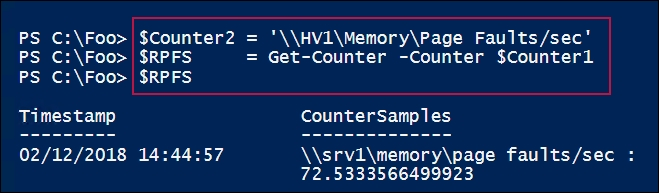 PS C:\Foo> $Counter2 = '\\HV1\Memory\Page Faults/sec'
PS C:\Foo> $RPFS     = Get-Counter -Counter $Counter1
PS C:\Foo> $RPFS
Timestamp                 CounterSamples
---------                 --------------
02/12/2018 14:44:57       \\srv1\memory\page faults/sec :
                          72.5333566499923